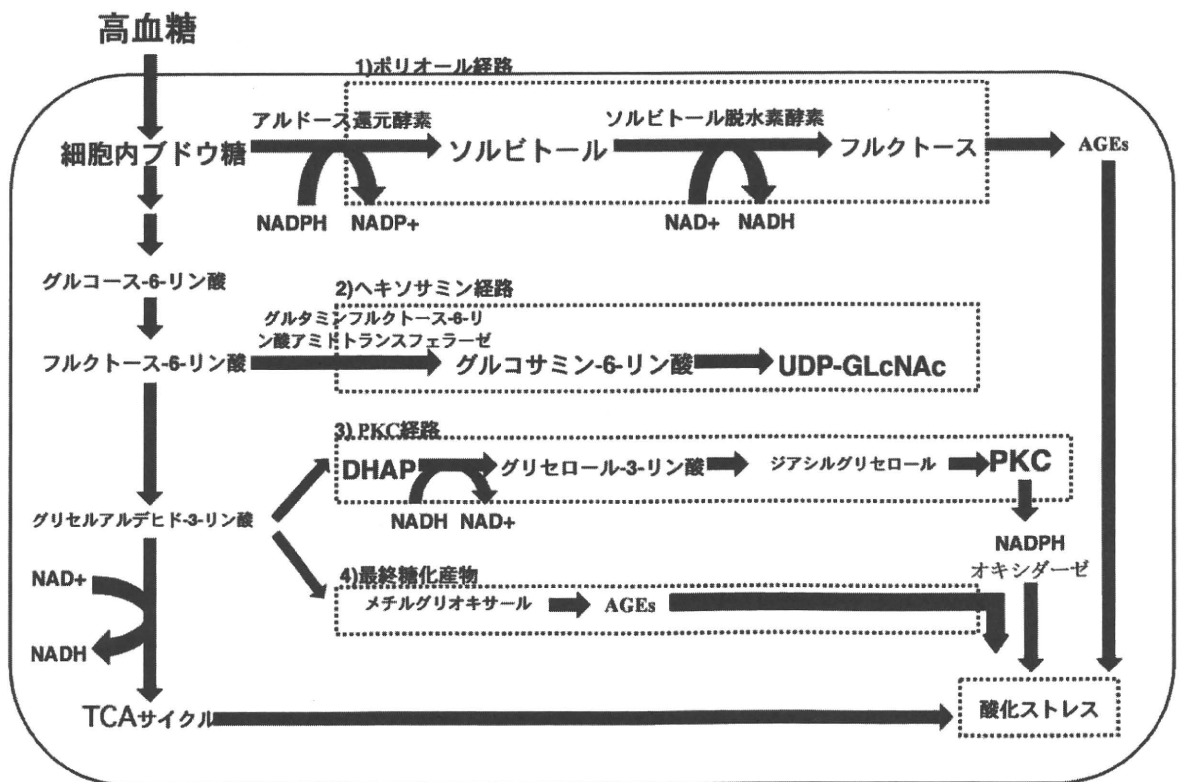 高血糖
1)ポリオール経路
アルドース還元酵素
ソルビトール脱水素酵素
細胞内ブドウ糖
ソルビトール
フルクトース
AGEs
NADPH
NADP+
NAD+
NADH
グルコース-6-リン酸
2)ヘキソサミン経路
グルタミンフルクトース-6-リ
ン酸アミドトランスフェラーゼ
フルクトース-6-リン酸
グルコサミン-6-リン酸
UDP-GLcNAc
3) PKC経路
DHAP
グリセロール-3-リン酸
ジアシルグリセロール
PKC
NADH
NAD+
グリセルアルデヒド-3-リン酸
NADPH
オキシダーゼ
4)最終糖化産物
メチルグリオキサール
AGEs
NAD+
NADH
TCAサイクル
酸化ストレス